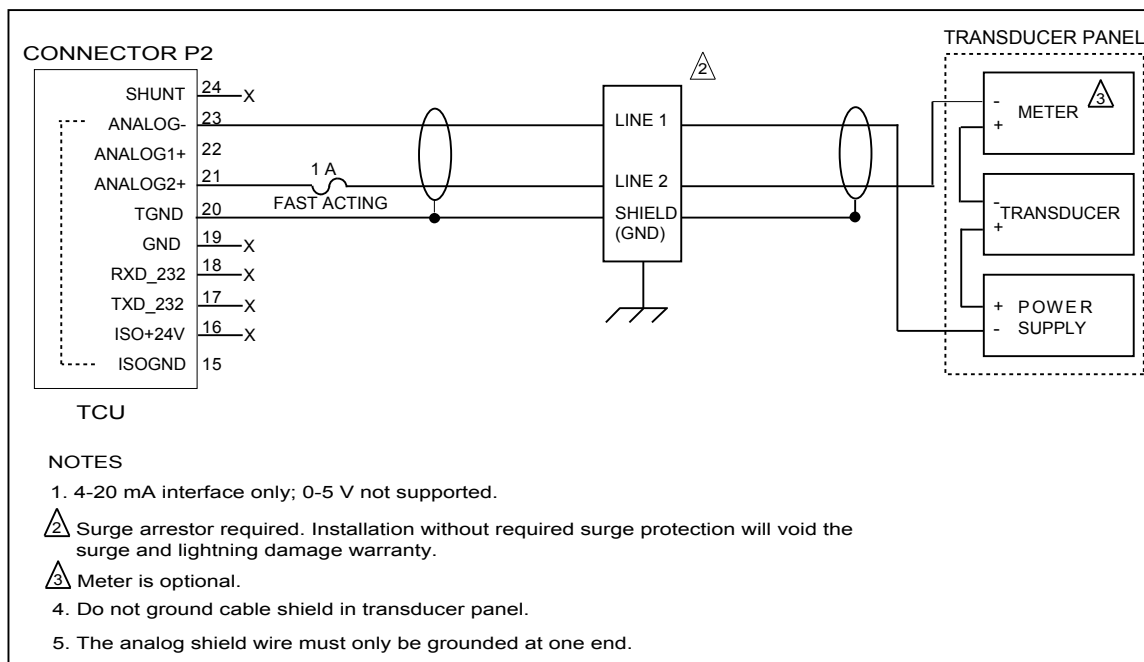 CONNECTOR P2
TRANSDUCER PANEL
SHUNT 24 X
ANALOG- 23
ANALOG1+ 22
ANALOG2+ 21
TGND 20
GND 19 X
RXD_232 18 X
TXD_232 17 X
ISO+24V 16 X
ISOGND 15
TCU
1 A
FAST ACTING
2
LINE 1
LINE 2
SHIELD
(GND)
- METER 3
+
-
TRANSDUCER
+
+ POWER
- SUPPLY
NOTES
1. 4-20 mA interface only; 0-5 V not supported.
2 Surge arrestor required. Installation without required surge protection will void the
surge and lightning damage warranty.
3 Meter is optional.
4. Do not ground cable shield in transducer panel.
5. The analog shield wire must only be grounded at one end.